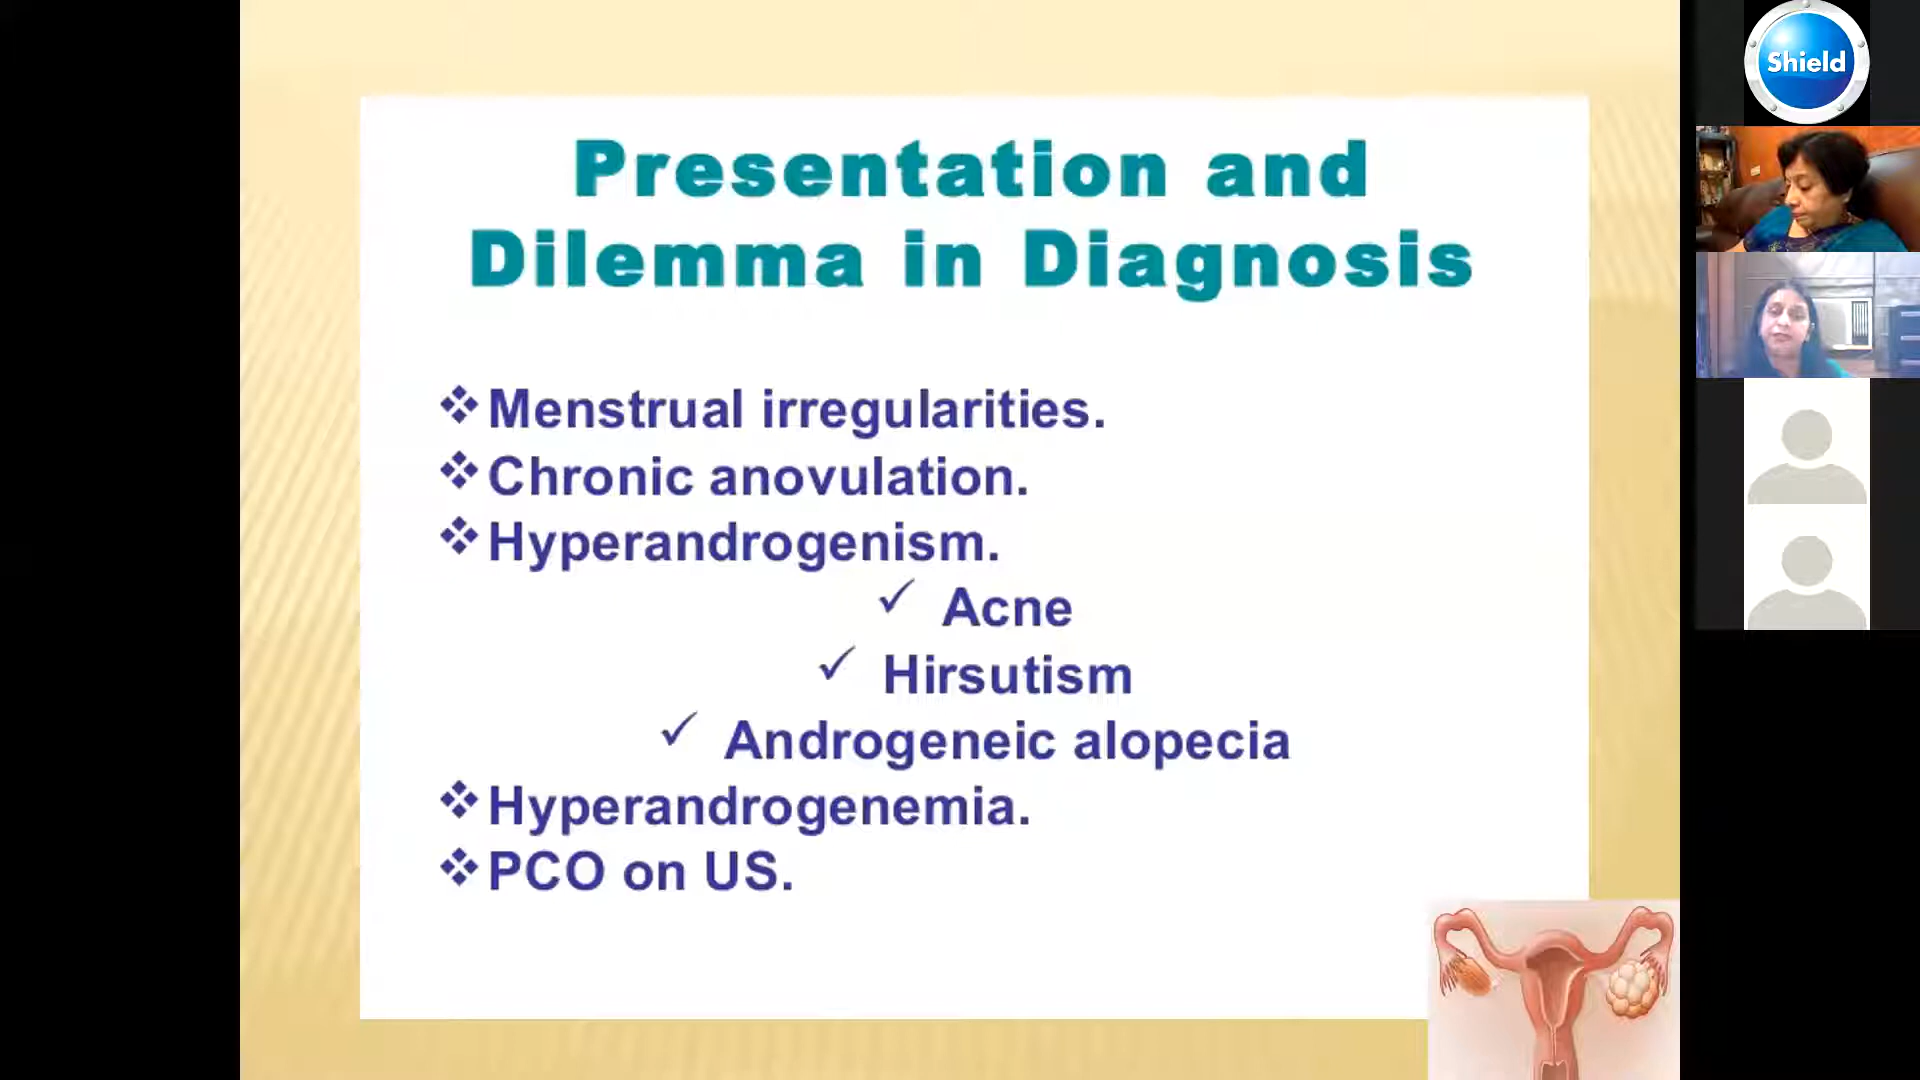 Presentation and
Dilemma in Diagnosis
❖Menstrual irregularities.
❖Chronic anovulation.
❖Hyperandrogenism.
✓ Acne
✓ Hirsutism
✓ Androgeneic alopecia
❖Hyperandrogenemia.
❖PCO on US.
Shield